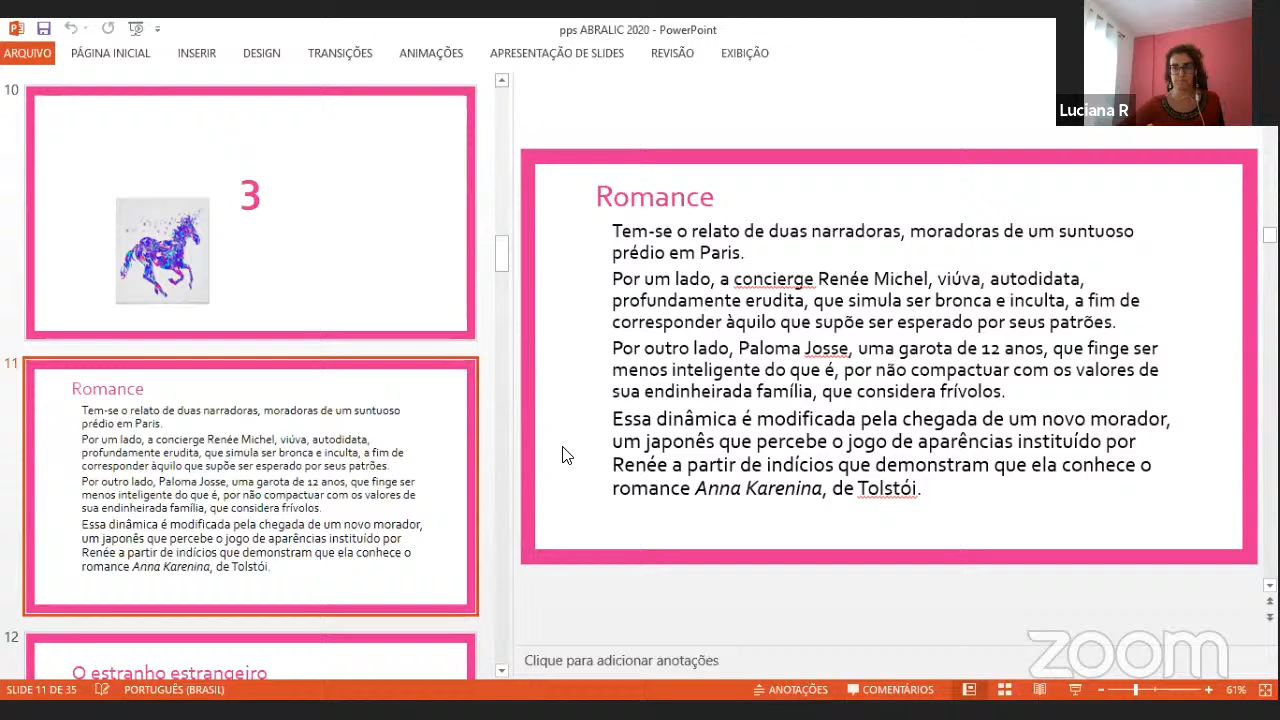 pps ABRALIC 2020 - PowerPoint
ARQUIVO PÁGINA INICIAL INSERIR DESIGN TRANSIÇÕES ANIMAÇÕES APRESENTAÇÃO DE SLIDES REVISÃO EXIBIÇÃO
Luciana R
10
3
11
Romance
Tem-se o relato de duas narradoras, moradoras de um suntuoso
prédio em Paris.
Por um lado, a concierge Renée Michel, viúva, autodidata,
profundamente erudita, que simula ser bronca e inculta, a fim de
corresponder àquilo que supõe ser esperado por seus patrões.
Por outro lado, Paloma Josse, uma garota de 12 anos, que finge ser
menos inteligente do que é, por não compactuar com os valores de
sua endinheirada família, que considera frívolos.
Essa dinâmica é modificada pela chegada de um novo morador,
um japonês que percebe o jogo de aparências instituído por
Renée a partir de indícios que demonstram que ela conhece o
romance Anna Karenina, de Tolstói.
12
O estranho estrangeiro
Romance
Tem-se o relato de duas narradoras, moradoras de um suntuoso
prédio em Paris.
Por um lado, a concierge Renée Michel, viúva, autodidata,
profundamente erudita, que simula ser bronca e inculta, a fim de
corresponder àquilo que supõe ser esperado por seus patrões.
Por outro lado, Paloma Josse, uma garota de 12 anos, que finge ser
menos inteligente do que é, por não compactuar com os valores de
sua endinheirada família, que considera frívolos.
Essa dinâmica é modificada pela chegada de um novo morador,
um japonês que percebe o jogo de aparências instituído por
Renée a partir de indícios que demonstram que ela conhece o
romance Anna Karenina, de Tolstói.
Clique para adicionar anotações
zoom
SLIDE 11 DE 35 PORTUGUÊS (BRASIL) ANOTAÇÕES COMENTÁRIOS 61%